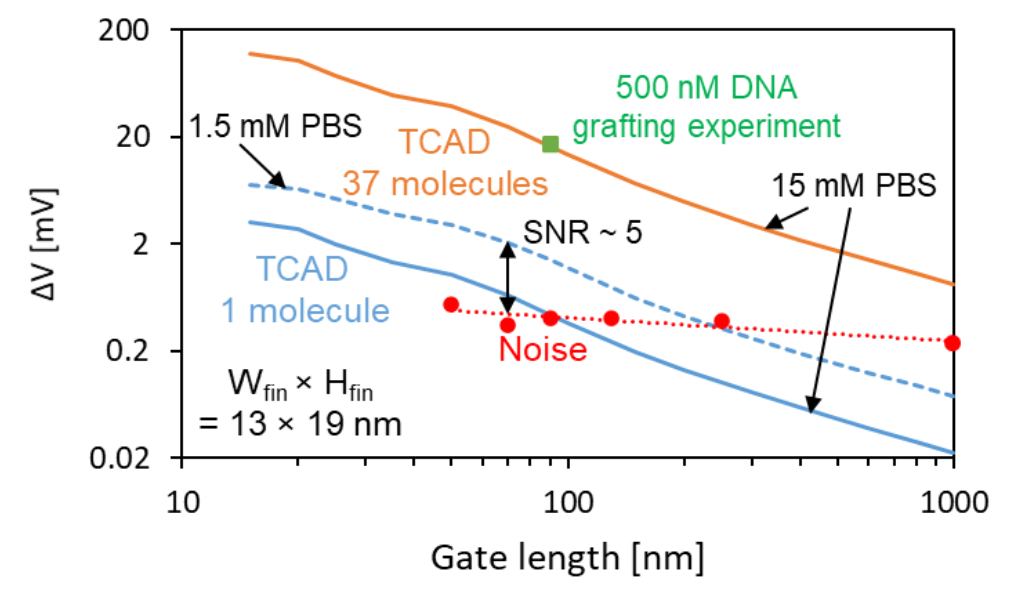 200
20
2
0.2
0.02
ΔV [mV]
1.5 mM PBS
TCAD
37 molecules
500 nM DNA
grafting experiment
15 mM PBS
SNR ~ 5
TCAD
1 molecule
Noise
Wfin × Hfin
= 13 × 19 nm
10
100
1000
Gate length [nm]